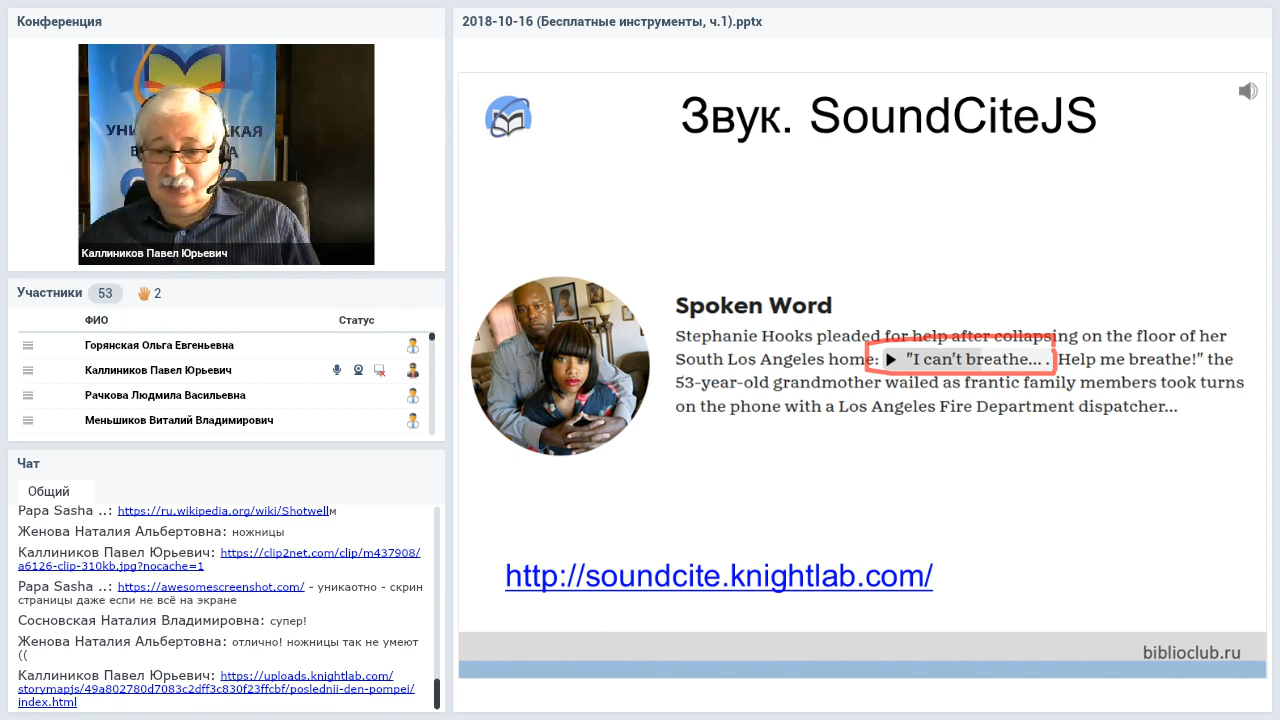 Конференция
Каллиников Павел Юрьевич
Участники 53 2
ФИО Статус
Горянская Ольга Евгеньевна
Каллиников Павел Юрьевич
Рачкова Людмила Васильевна
Меньшиков Виталий Владимирович
Чат
Общий
Papa Sasha ..: https://ru.wikipedia.org/wiki/Shotwellм
Женова Наталия Альбертовна: ножницы
Каллиников Павел Юрьевич: https://clip2net.com/clip/m437908/
a6126-clip-310kb.jpg?nocache=1
Papa Sasha ..: https://awesomescreenshot.com/ - уникаотно - скрин
страницы даже еспи не всё на экране
Сосновская Наталия Владимировна: супер!
Женова Наталия Альбертовна: отлично! ножницы так не умеют
((
Каллиников Павел Юрьевич: https://uploads.knightlab.com/
storymapjs/49a802780d7083c2dff3c830f23ffcbf/poslednii-den-pompei/
index.html
2018-10-16 (Бесплатные инструменты, ч.1).pptx
Звук. SoundCiteJS
Spoken Word
Stephanie Hooks pleaded for help after collapsing on the floor of her
South Los Angeles home: "I can't breathe... . Help me breathe!" the
53-year-old grandmother wailed as frantic family members took turns
on the phone with a Los Angeles Fire Department dispatcher...
http://soundcite.knightlab.com/
biblioclub.ru